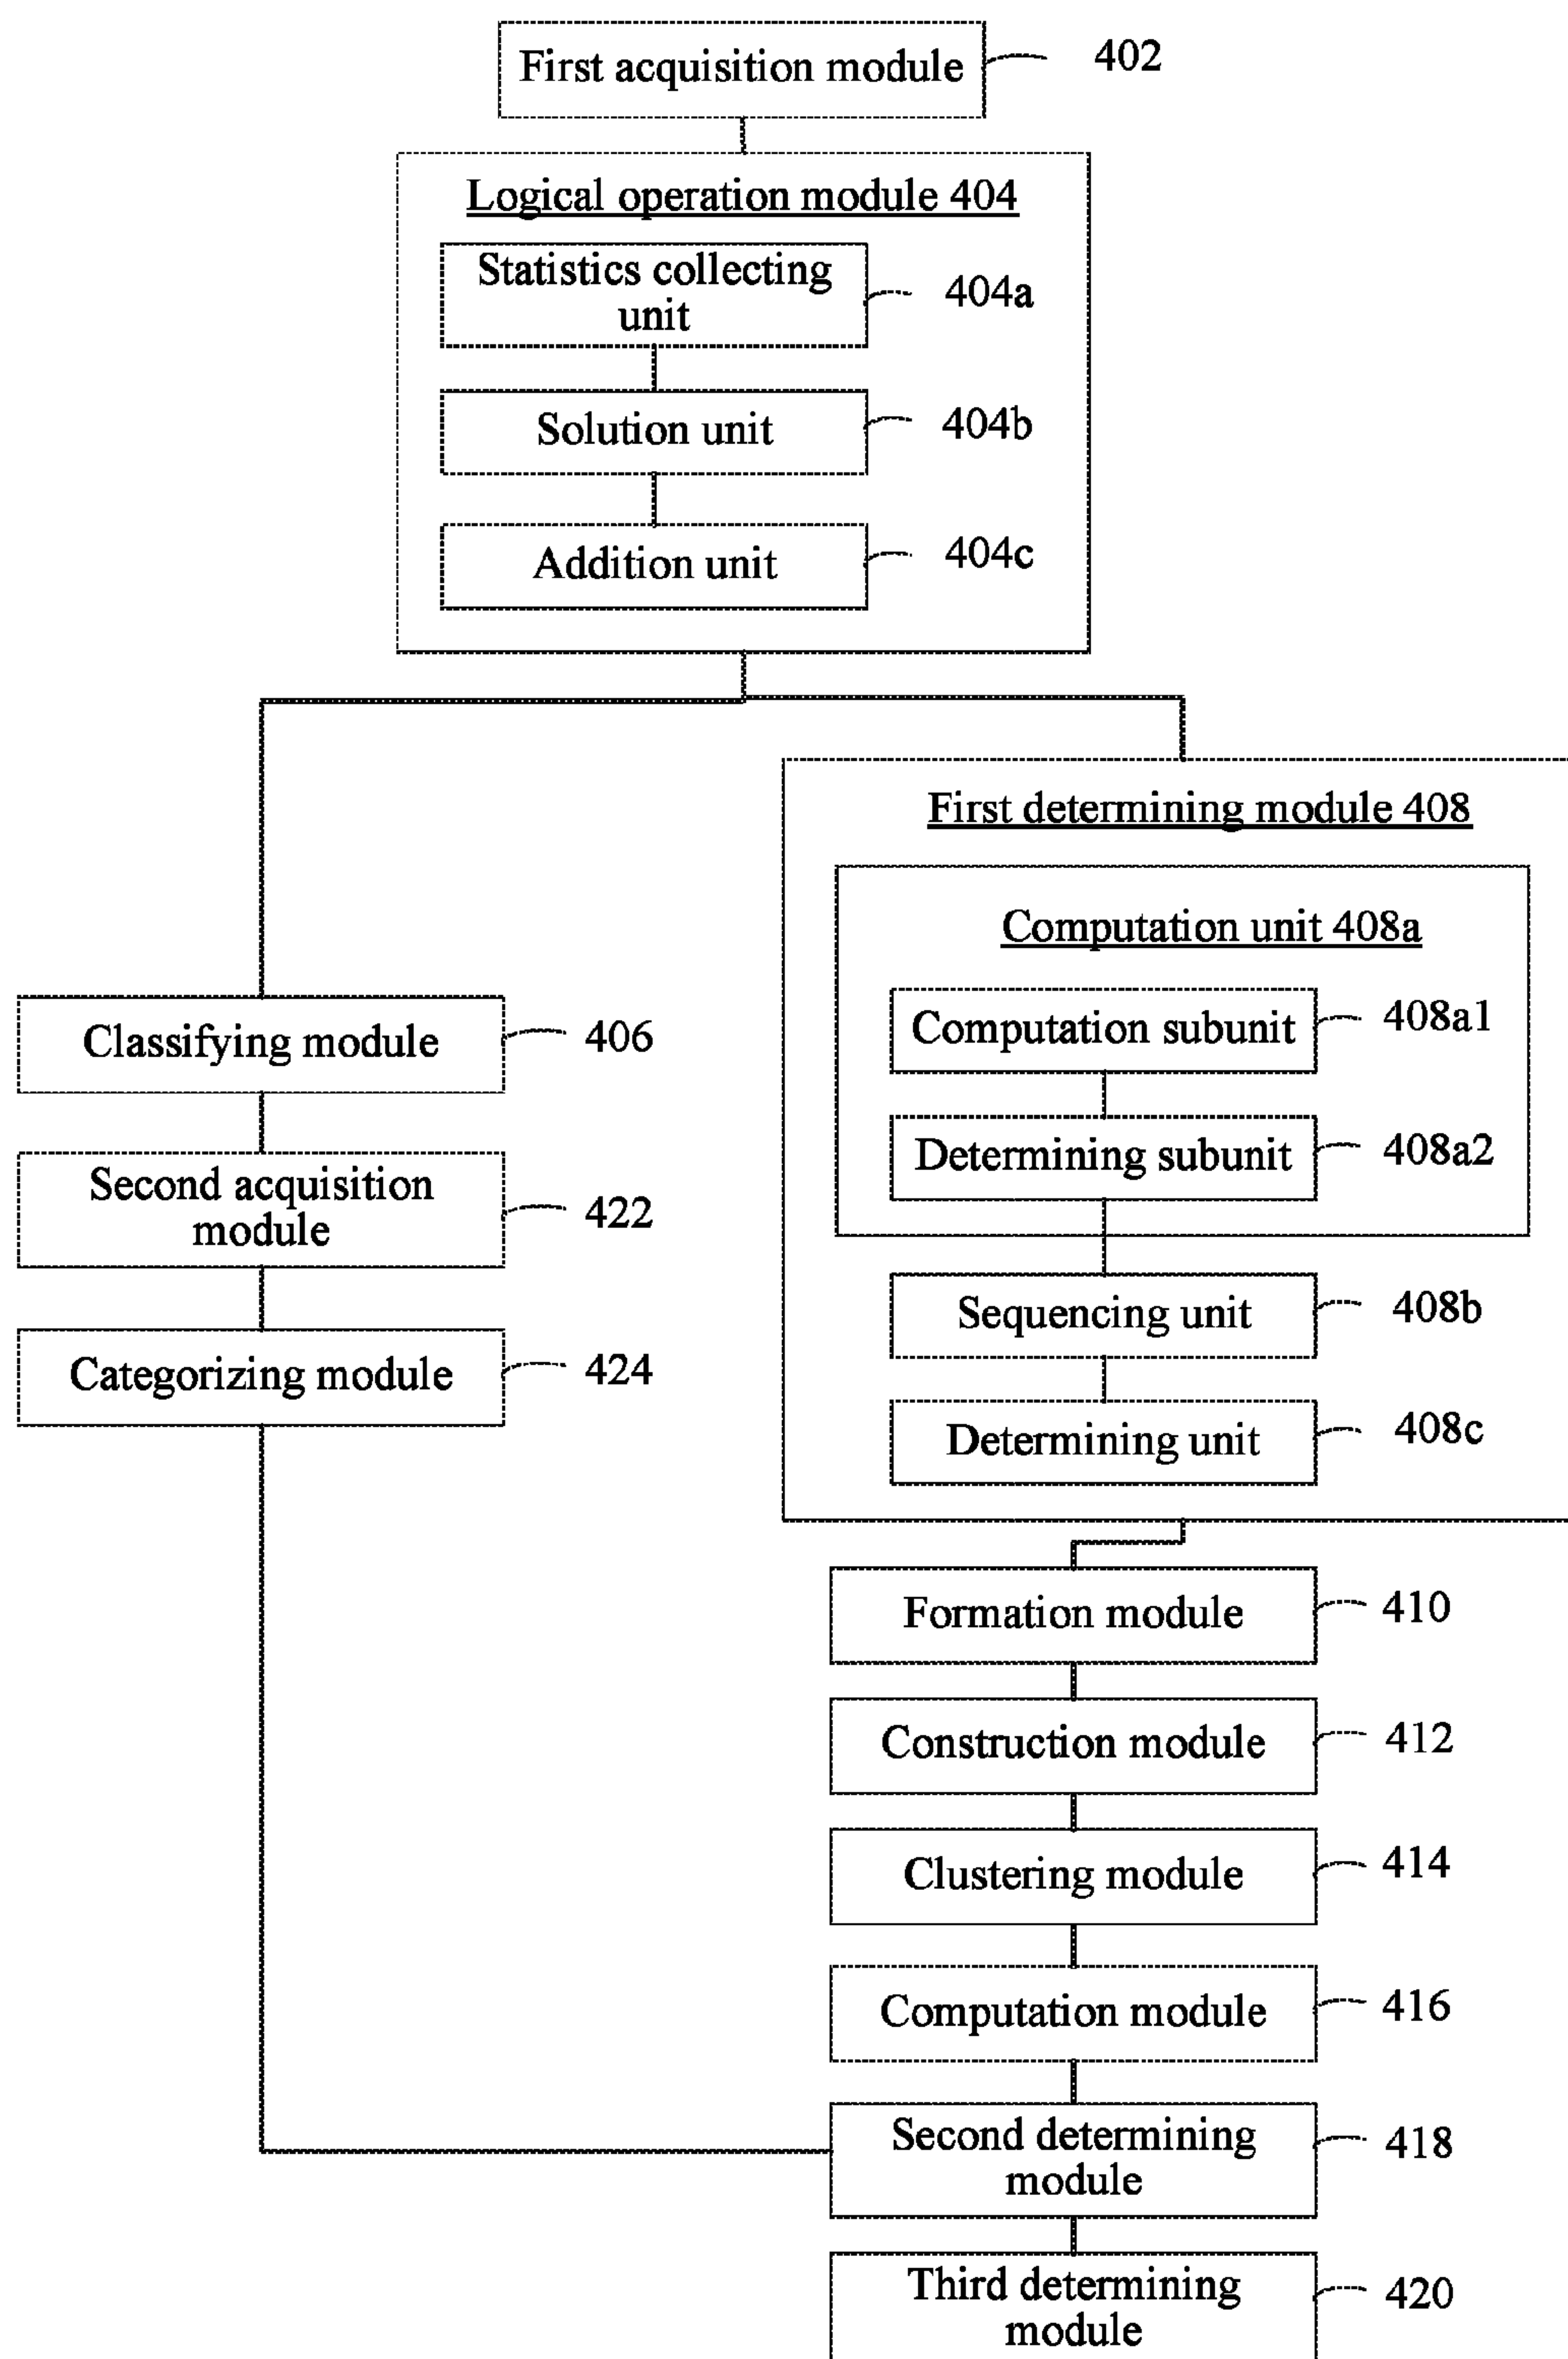 First acquisition module 402
Logical operation module 404
Statistics collecting
unit
404a
Solution unit 404b
Addition unit 404c
First determining module 408
Computation unit 408a
Computation subunit 408a1
Determining subunit 408a2
Sequencing unit 408b
Determining unit 408c
Classifying module 406
Second acquisition
module
422
Categorizing module 424
Formation module 410
Construction module 412
Clustering module 414
Computation module 416
Second determining
module
418
Third determining
module
420